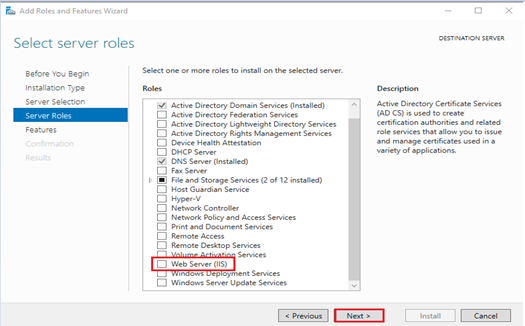 Add Roles and Features Wizard
Select server roles
DESTINATION SERVER
Before You Begin
Installation Type
Server Selection
Server Roles
Features
Confirmation
Results
Select one or more roles to install on the selected server.
Roles
Active Directory Domain Services (Installed)
Active Directory Federation Services
Active Directory Lightweight Directory Services
Active Directory Rights Management Services
Device Health Attestation
DHCP Server
DNS Server (Installed)
Fax Server
File and Storage Services (2 of 12 installed)
Host Guardian Service
Hyper-V
Network Controller
Network Policy and Access Services
Print and Document Services
Remote Access
Remote Desktop Services
Volume Activation Services
Web Server (IIS)
Windows Deployment Services
Windows Server Update Services
Description
Active Directory Certificate Services
(AD CS) is used to create
certification authorities and related
role services that allow you to issue
and manage certificates used in a
variety of applications.
< Previous
Next >
Install
Cancel